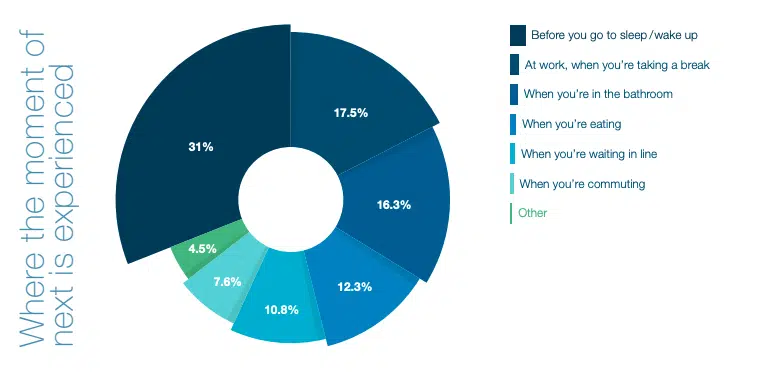 Where the moment of
next is experienced
31%
17.5%
16.3%
12.3%
10.8%
7.6%
4.5%
Before you go to sleep/wake up
At work, when you're taking a break
When you're in the bathroom
When you're eating
When you're waiting in line
When you're commuting
Other